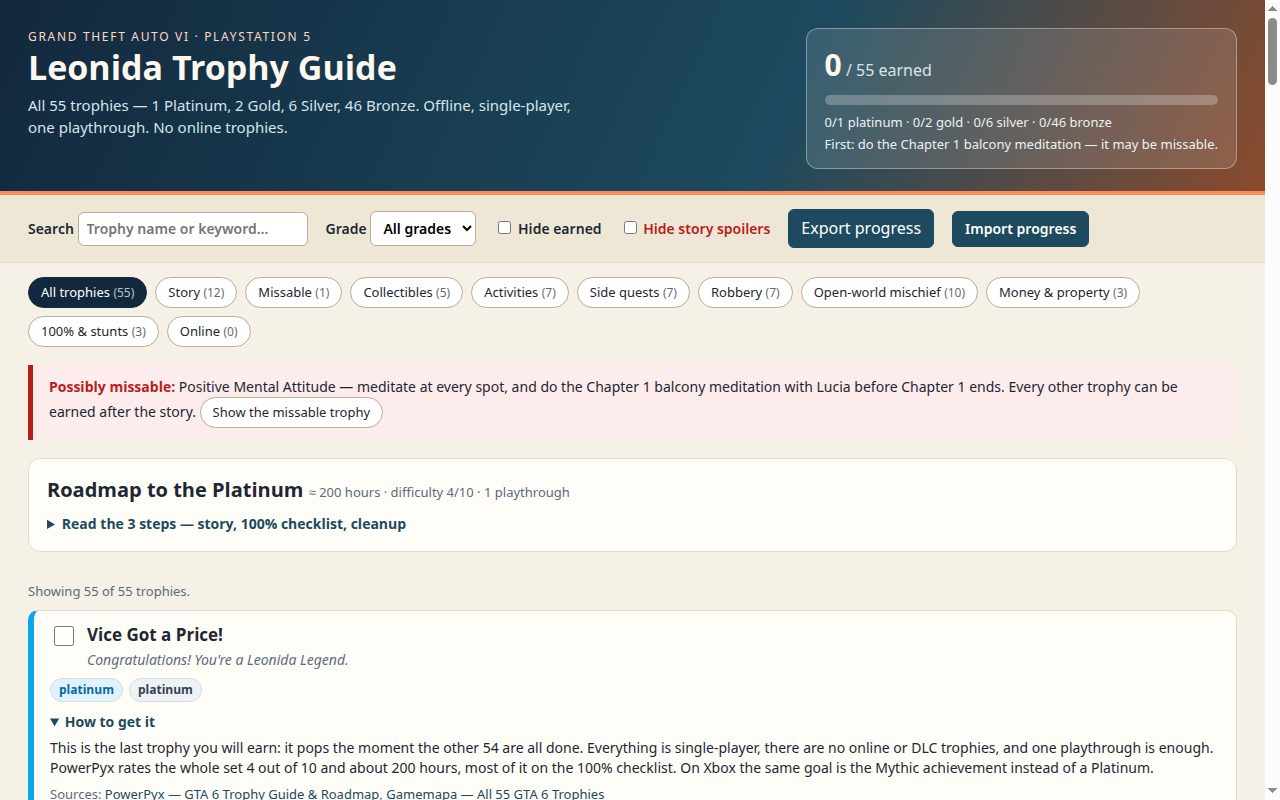 GRAND THEFT AUTO VI · PLAYSTATION 5
Leonida Trophy Guide
All 55 trophies — 1 Platinum, 2 Gold, 6 Silver, 46 Bronze. Offline, single-player,
one playthrough. No online trophies.
0 / 55 earned
0/1 platinum · 0/2 gold · 0/6 silver · 0/46 bronze
First: do the Chapter 1 balcony meditation — it may be missable.
Search Trophy name or keyword... Grade All grades Hide earned Hide story spoilers Export progress Import progress
All trophies (55) Story (12) Missable (1) Collectibles (5) Activities (7) Side quests (7) Robbery (7) Open-world mischief (10) Money & property (3)
100% & stunts (3) Online (0)
Possibly missable: Positive Mental Attitude — meditate at every spot, and do the Chapter 1 balcony meditation with Lucia before Chapter 1 ends. Every other trophy can be
earned after the story. Show the missable trophy
Roadmap to the Platinum ≈ 200 hours · difficulty 4/10 · 1 playthrough
Read the 3 steps — story, 100% checklist, cleanup
Showing 55 of 55 trophies.
Vice Got a Price!
Congratulations! You're a Leonida Legend.
platinum platinum
How to get it
This is the last trophy you will earn: it pops the moment the other 54 are all done. Everything is single-player, there are no online or DLC trophies, and one playthrough is enough.
PowerPyx rates the whole set 4 out of 10 and about 200 hours, most of it on the 100% checklist. On Xbox the same goal is the Mythic achievement instead of a Platinum.
Sources: PowerPyx — GTA 6 Trophy Guide & Roadmap, Gamemapa — All 55 GTA 6 Trophies